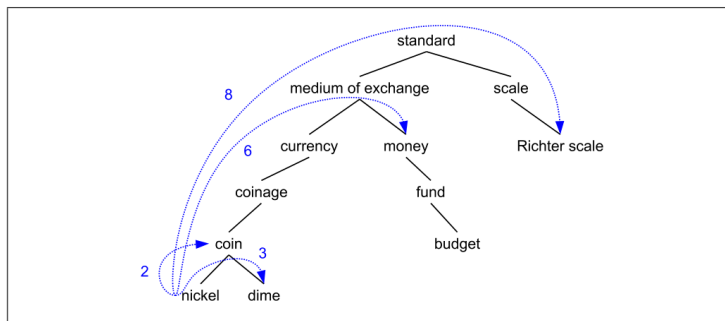 standard
8
medium of exchange scale
6
currency money Richter scale
coinage fund
coin 3 budget
2
nickel dime